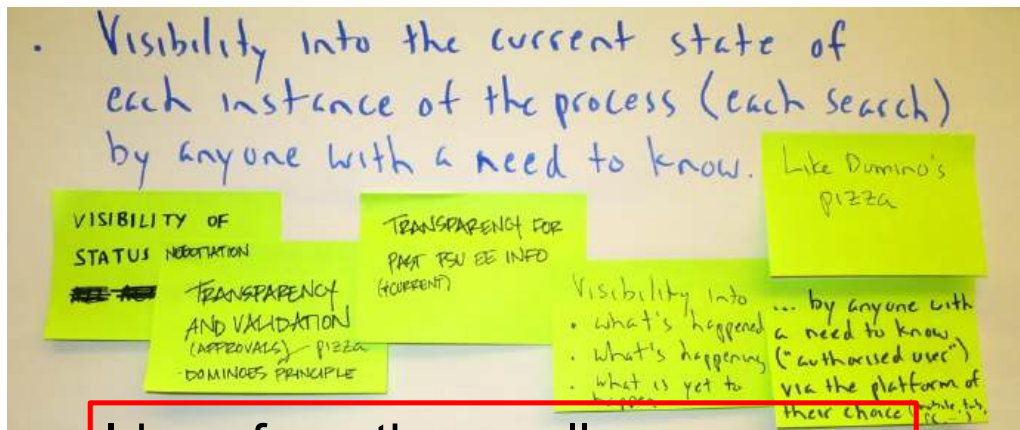 . Visibility into the current state of
each instance of the process (each search)
by anyone with a need to know.
Like Domino's
pizza
VISIBILITY OF
STATUS NEGOTIATION
TRANSPARENCY
AND VALIDATION
(APPROVALS) PIZZA
- DOMINOES PRINCIPLE
TRANSPARENCY FOR
PAST PSU EE INFO
(+CURRENT)
Visibility into
• what's happened
• what's happening
• what is yet to
... by anyone with
a need to know
("authorised user")
via the platform of
their choice